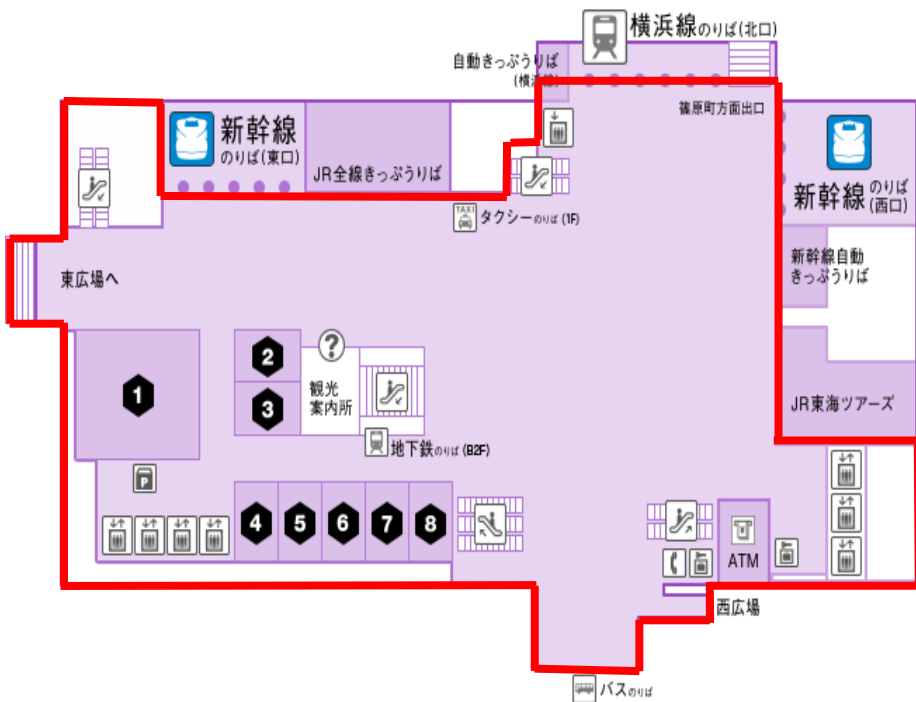 横浜線のりば(北口)
自動きっぷうりば
(横浜線)
篠原町方面出口
新幹線
のりば(東口)
JR全線きっぷうりば
新幹線 のりば
(西口)
TAXI
タクシーのりば (1F)
新幹線自動
きっぷうりば
東広場へ
1
2
3
?
観光
案内所
地下鉄のりば (B2F)
JR東海ツアーズ
P
4
5
6
7
8
ATM
西広場
バスのりば